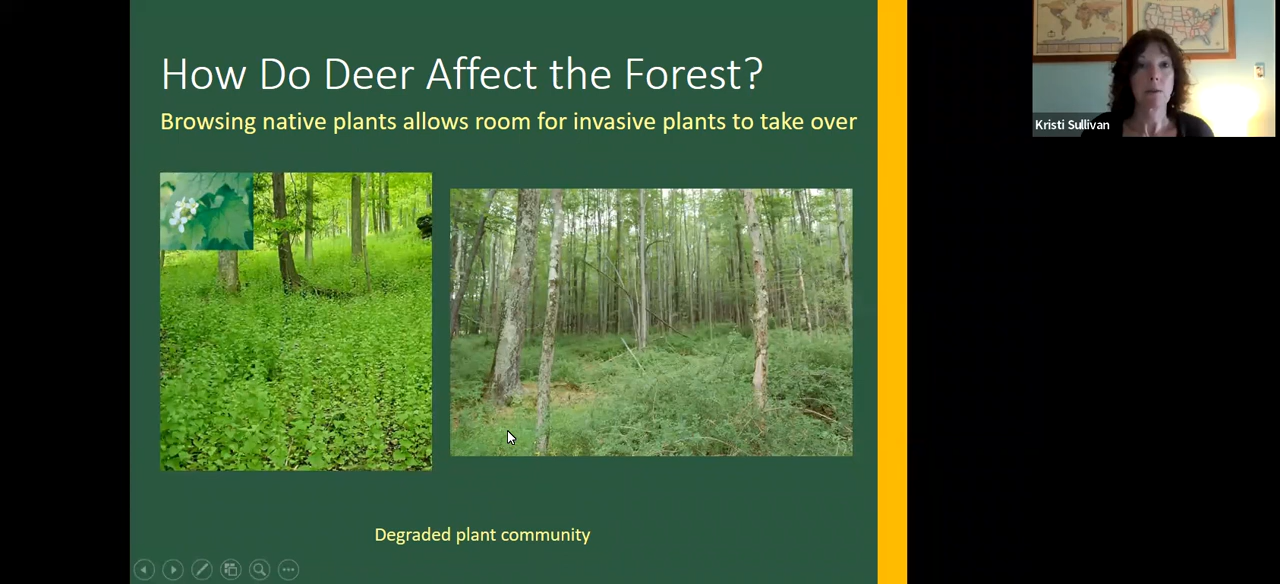 How Do Deer Affect the Forest?
Browsing native plants allows room for invasive plants to take over
Degraded plant community
Kristi Sullivan